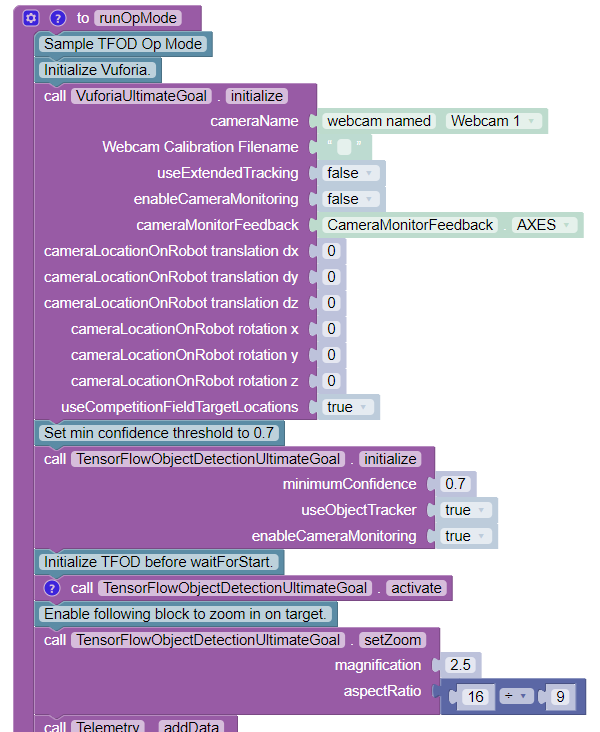 ? to runOpMode
Sample TFOD Op Mode
Initialize Vuforia.
call VuforiaUltimateGoal . initialize
cameraName webcam named Webcam 1
Webcam Calibration Filename “ ”
useExtendedTracking false
enableCameraMonitoring false
cameraMonitorFeedback CameraMonitorFeedback . AXES
cameraLocationOnRobot translation dx 0
cameraLocationOnRobot translation dy 0
cameraLocationOnRobot translation dz 0
cameraLocationOnRobot rotation x 0
cameraLocationOnRobot rotation y 0
cameraLocationOnRobot rotation z 0
useCompetitionFieldTargetLocations true
Set min confidence threshold to 0.7
call TensorFlowObjectDetectionUltimateGoal . initialize
minimumConfidence 0.7
useObjectTracker true
enableCameraMonitoring true
Initialize TFOD before waitForStart.
? call TensorFlowObjectDetectionUltimateGoal . activate
Enable following block to zoom in on target.
call TensorFlowObjectDetectionUltimateGoal . setZoom
magnification 2.5
aspectRatio 16 ÷ 9
call Telemetry . addData